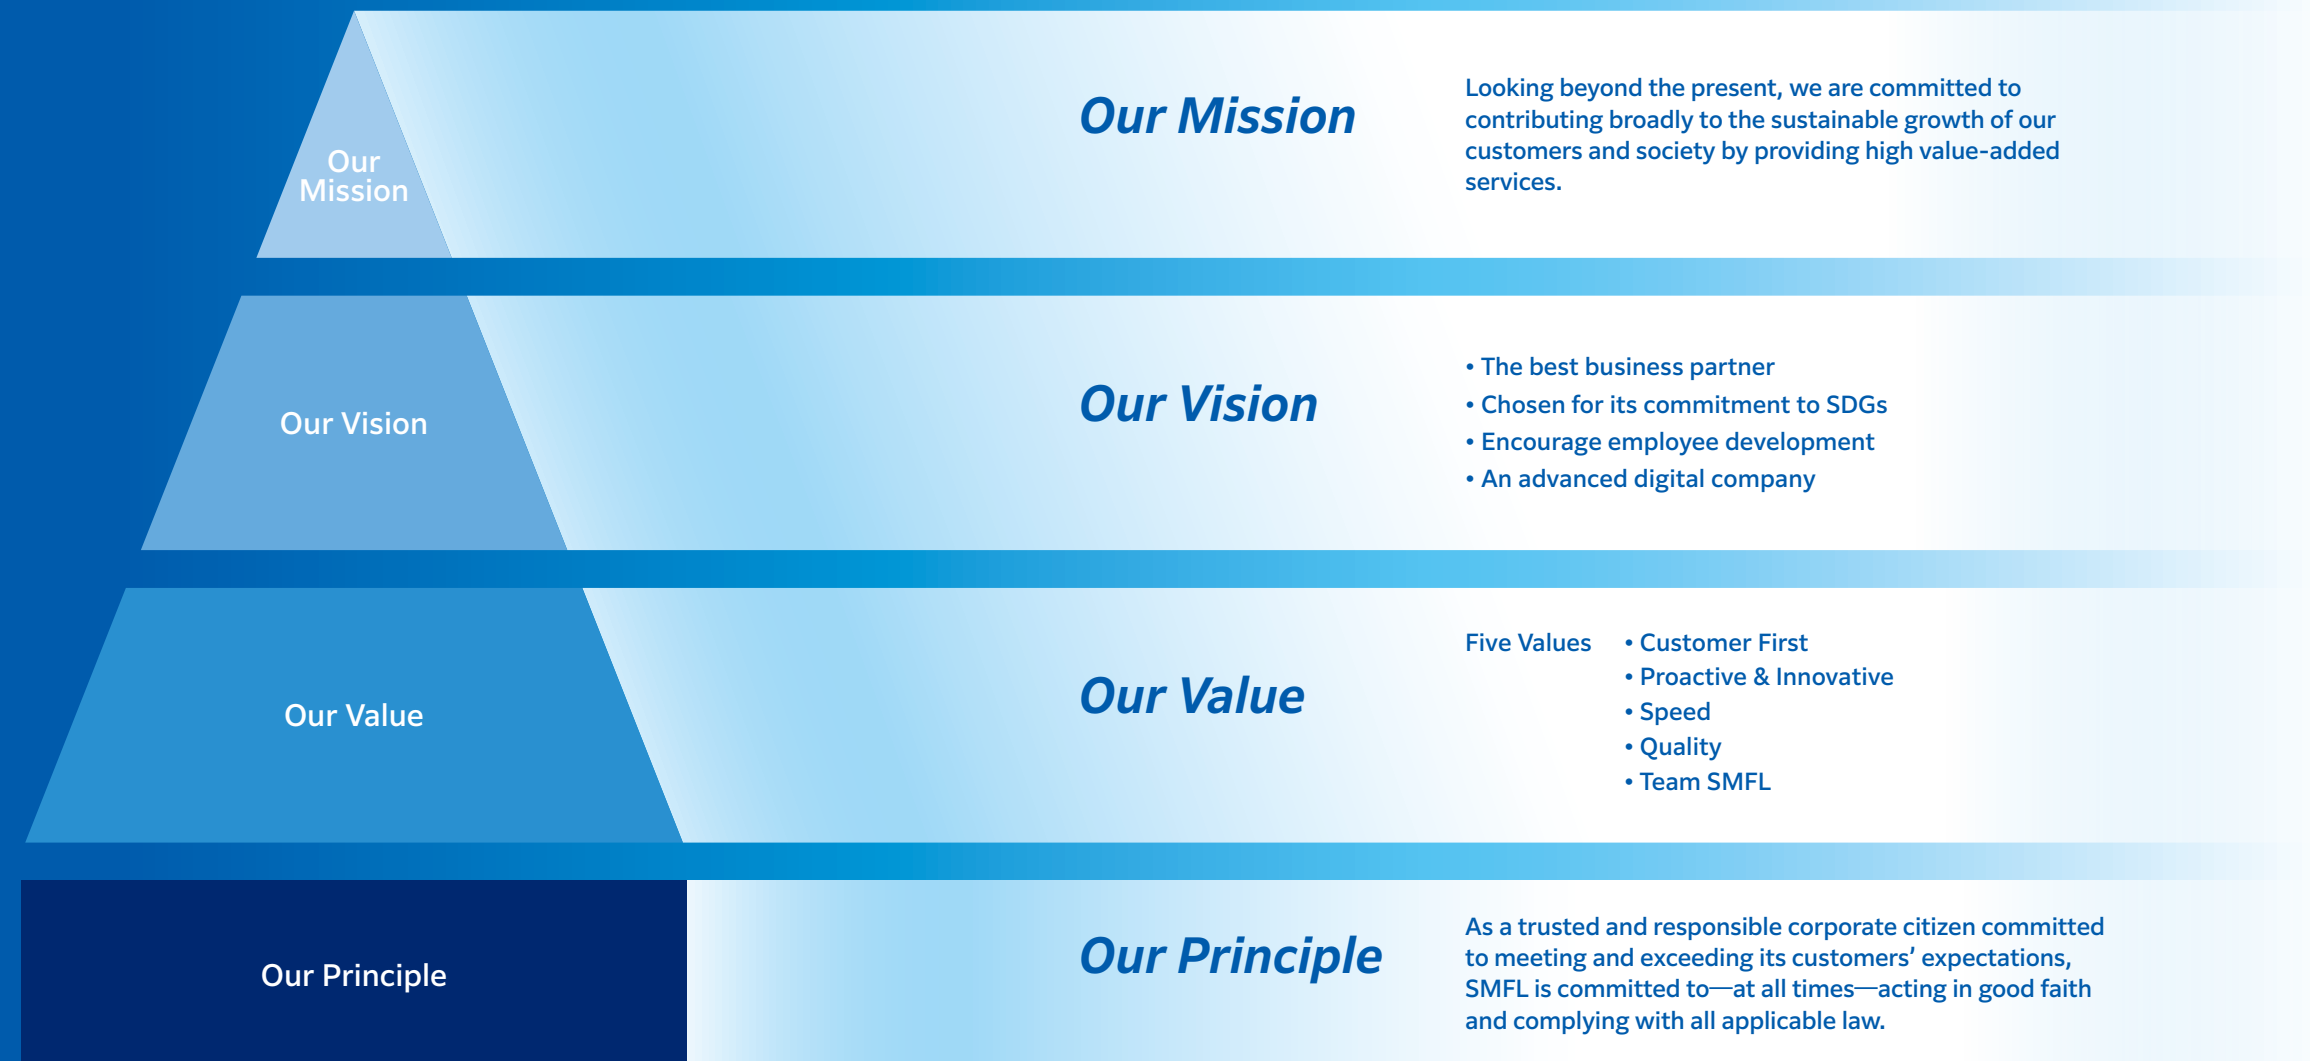 Our
Mission
Our Mission
Looking beyond the present, we are committed to
contributing broadly to the sustainable growth of our
customers and society by providing high value-added
services.
Our Vision
Our Vision
• The best business partner
• Chosen for its commitment to SDGs
• Encourage employee development
• An advanced digital company
Our Value
Our Value
Five Values • Customer First
• Proactive & Innovative
• Speed
• Quality
• Team SMFL
Our Principle
Our Principle
As a trusted and responsible corporate citizen committed
to meeting and exceeding its customers’ expectations,
SMFL is committed to—at all times—acting in good faith
and complying with all applicable law.